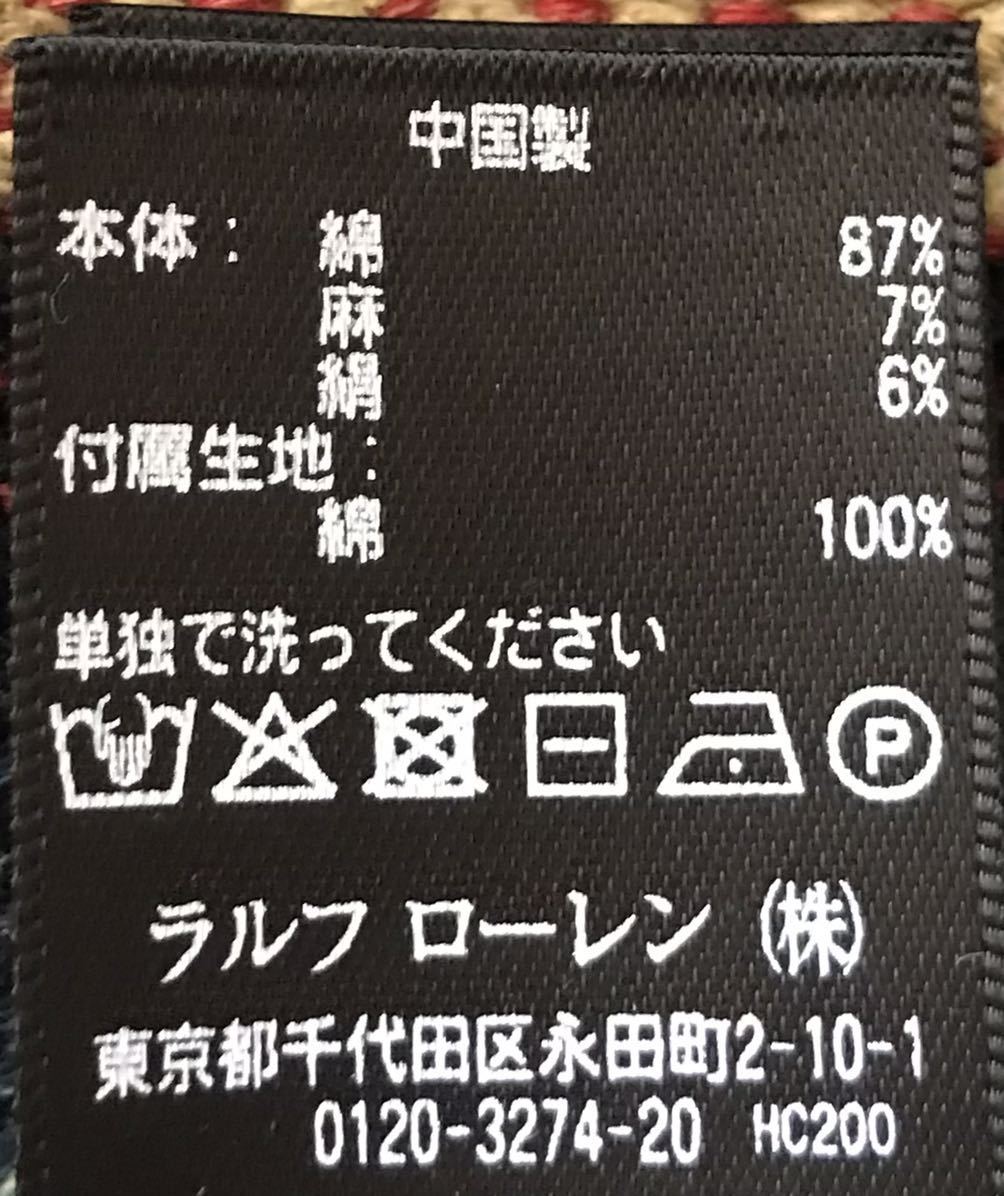 中国製
本体： 綿 87%
麻 7%
絹 6%
付属生地：
綿 100%
単独で洗ってください
P
ラルフ ローレン ㈱
東京都千代田区永田町2-10-1
0120-3274-20 HC200